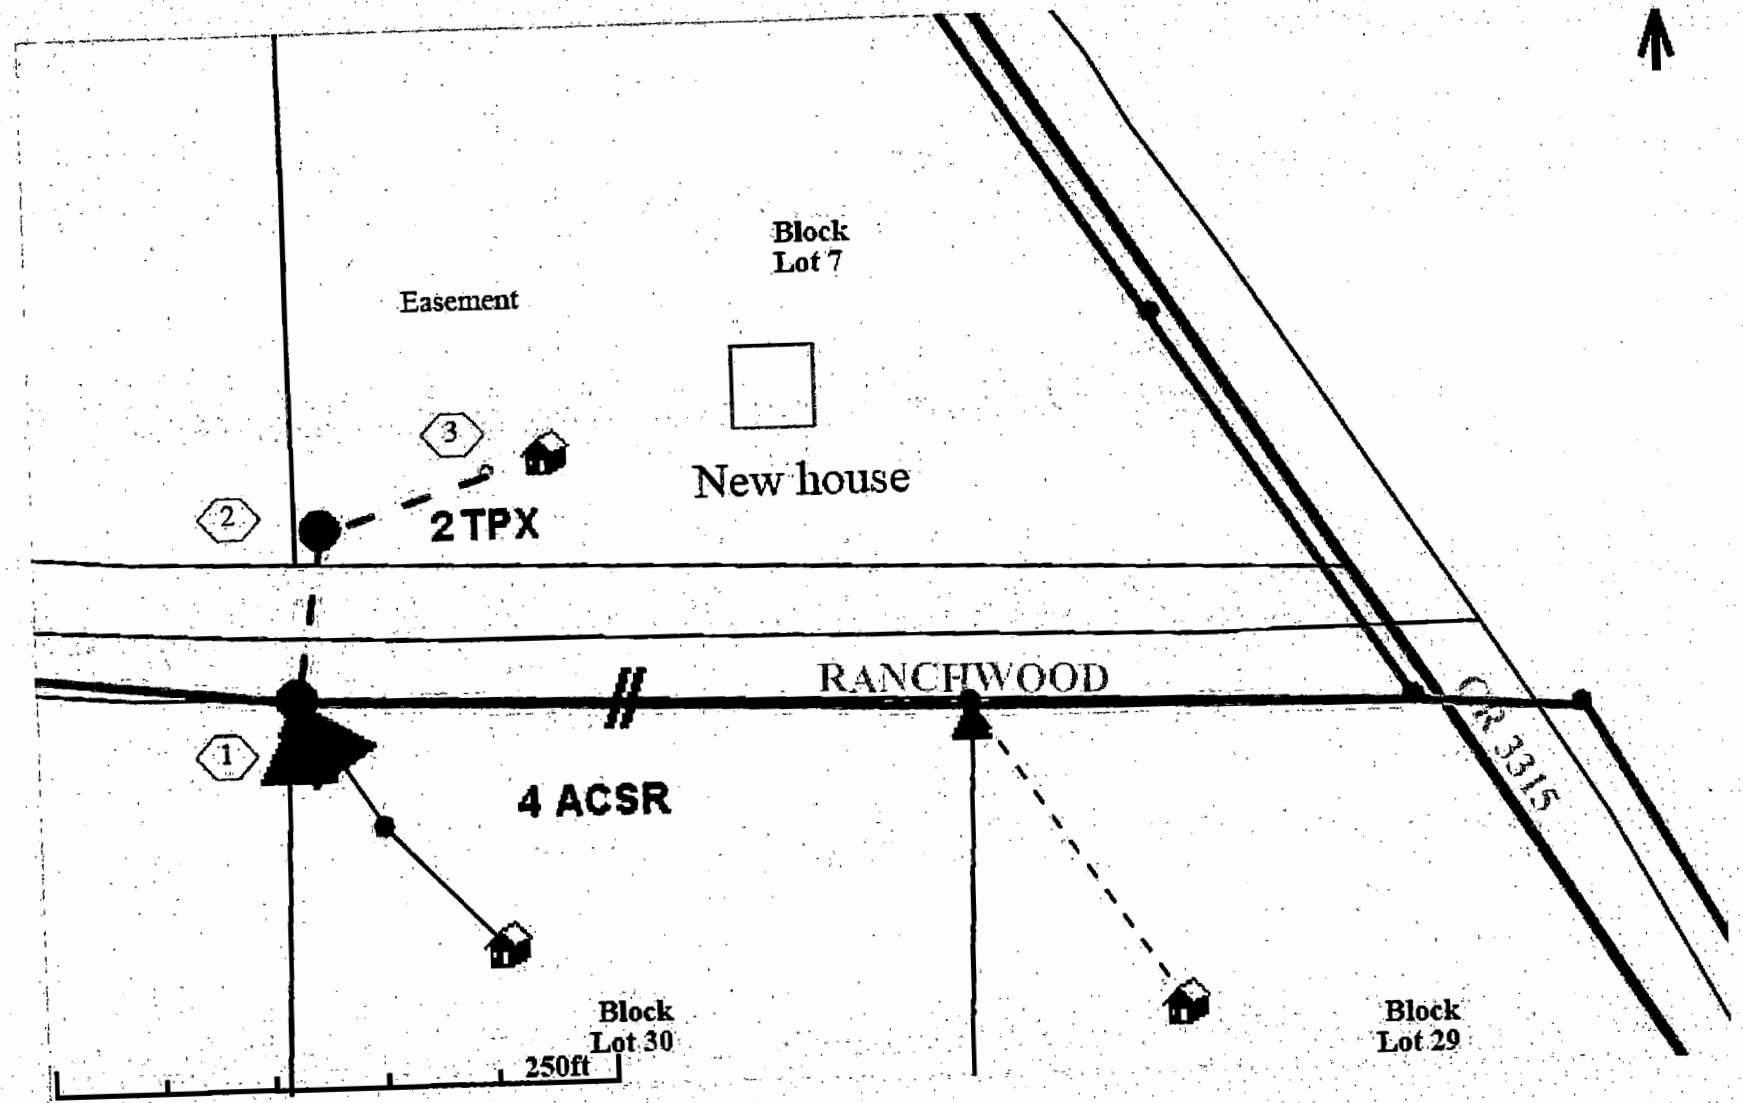 Block
Lot 7
Easement
3
New house
2
2 TPX
RANCHWOOD
CR 3315
1
4 ACSR
Block
Lot 30
Block
Lot 29
250ft